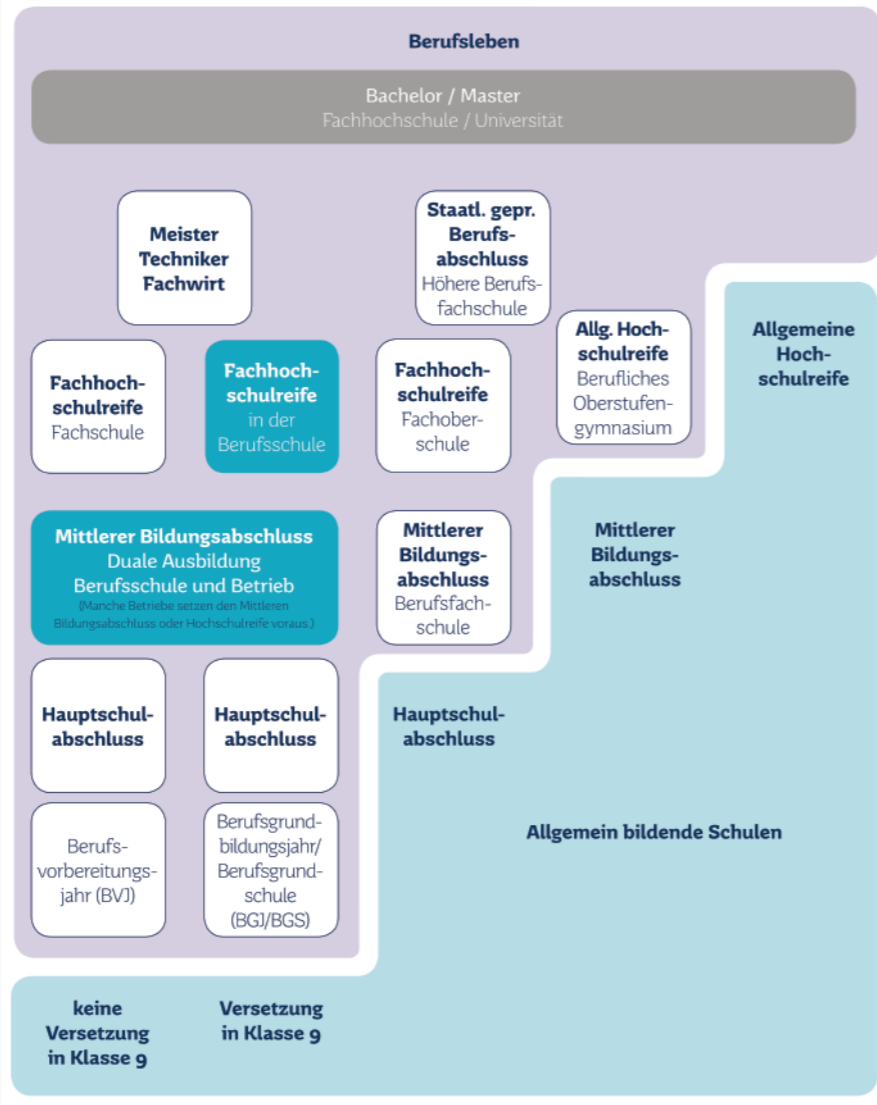 Berufsleben
Bachelor / Master
Fachhochschule / Universität
Meister
Techniker
Fachwirt
Staatl. gepr.
Berufs-
abschluss
Höhere Berufs-
fachschule
Fachhoch-
schulreife
Fachschule
Fachhoch-
schulreife
in der
Berufsschule
Fachhoch-
schulreife
Fachober-
schule
Allg. Hoch-
schulreife
Berufliches
Oberstufen-
gymnasium
Allgemeine
Hoch-
schulreife
Mittlerer Bildungsabschluss
Duale Ausbildung
Berufsschule und Betrieb
(Manche Betriebe setzen den Mittleren
Bildungsabschluss oder Hochschulreife voraus.)
Mittlerer
Bildungs-
abschluss
Berufsfach-
schule
Mittlerer
Bildungs-
abschluss
Hauptschul-
abschluss
Hauptschul-
abschluss
Hauptschul-
abschluss
Berufs-
vorbereitungs-
jahr (BVJ)
Berufsgrund-
bildungsjahr/
Berufsgrund-
schule
(BGJ/BGS)
Allgemein bildende Schulen
keine
Versetzung
in Klasse 9
Versetzung
in Klasse 9